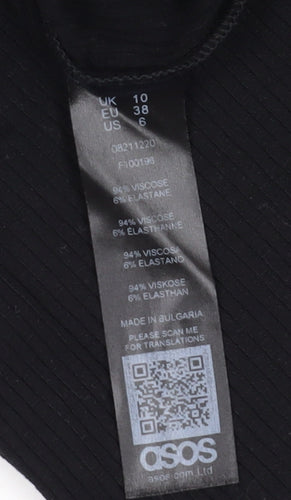 UK 10
EU 38
US 6
08211220
F100196
94% VISCOSE
6% ELASTANE
94% VISCOSE
6% ELASTHANNE
94% VISCOSA
6% ELASTANO
94% VISKOSE
6% ELASTHAN
MADE IN BULGARIA
PLEASE SCAN ME
FOR TRANSLATIONS
asos
asos.com Ltd